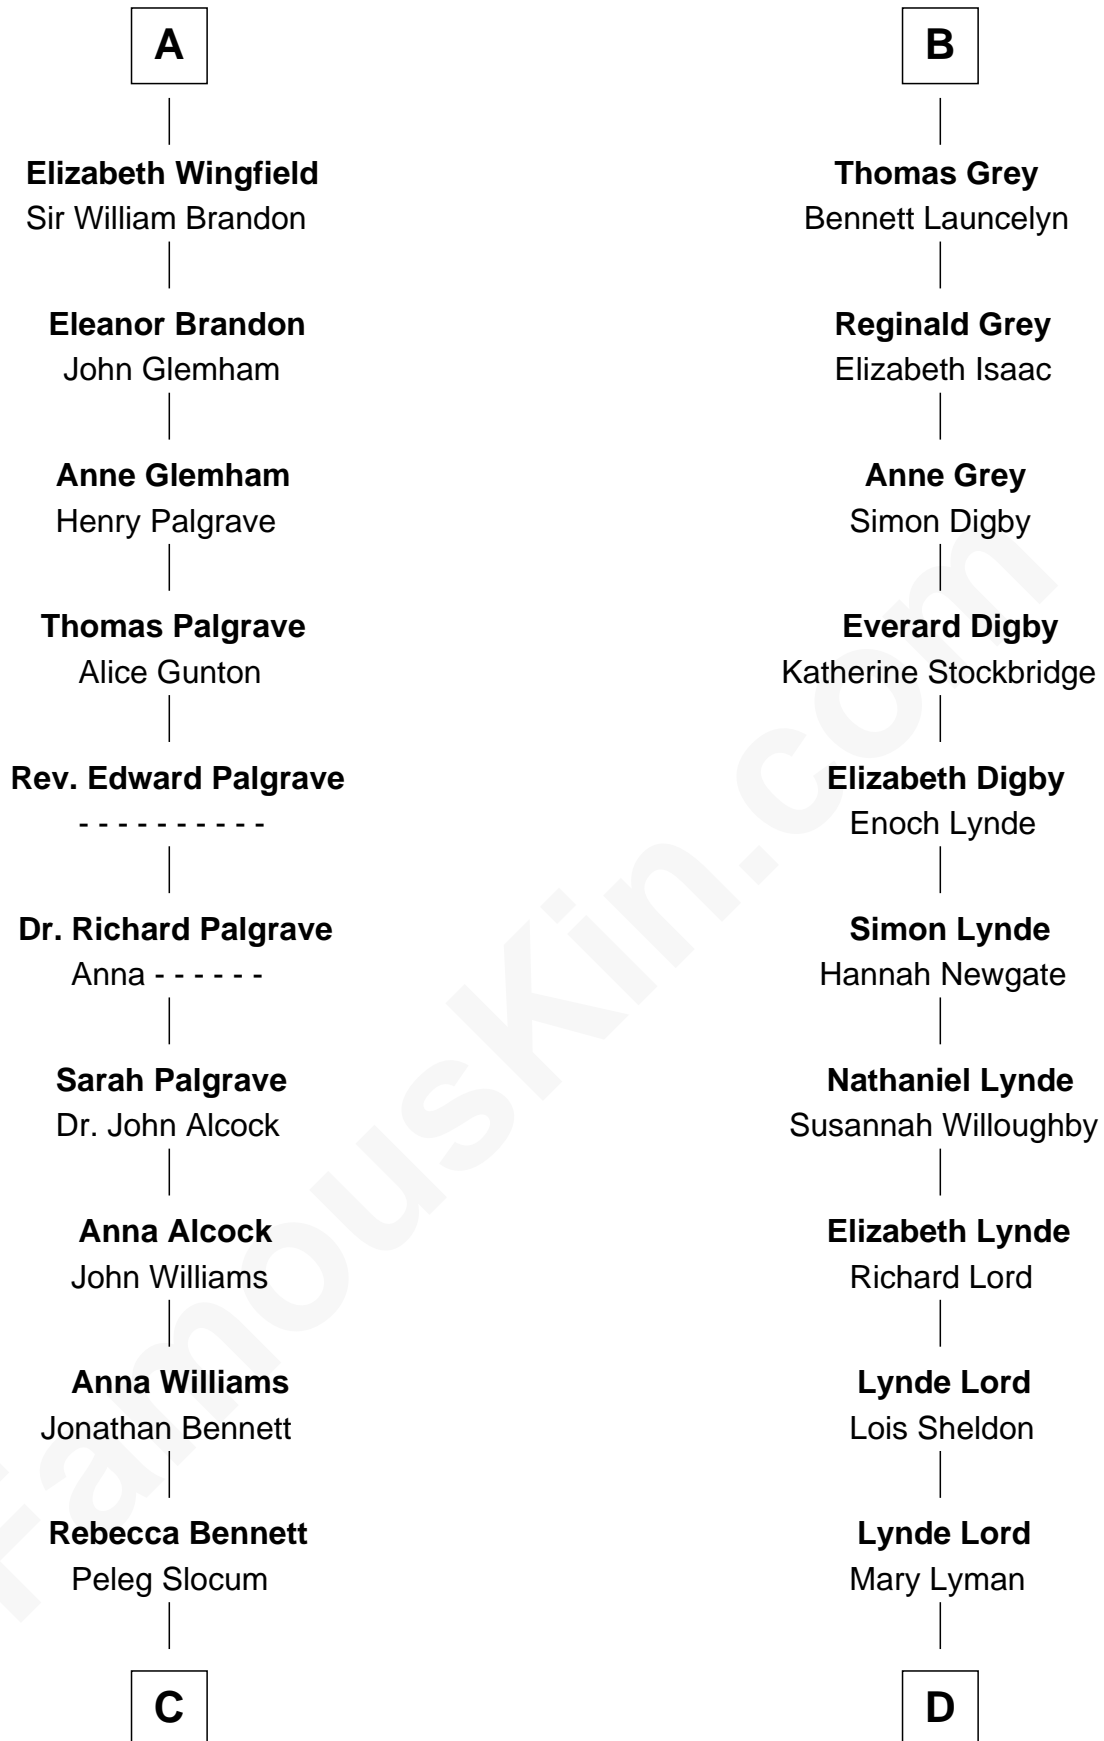 A
Elizabeth Wingfield
Sir William Brandon
Eleanor Brandon
John Glemham
Anne Glemham
Henry Palgrave
Thomas Palgrave
Alice Gunton
Rev. Edward Palgrave
- - - - - - - - - -
Dr. Richard Palgrave
Anna - - - - - -
Sarah Palgrave
Dr. John Alcock
Anna Alcock
John Williams
Anna Williams
Jonathan Bennett
Rebecca Bennett
Peleg Slocum
C
B
Thomas Grey
Bennett Launcelyn
Reginald Grey
Elizabeth Isaac
Anne Grey
Simon Digby
Everard Digby
Katherine Stockbridge
Elizabeth Digby
Enoch Lynde
Simon Lynde
Hannah Newgate
Nathaniel Lynde
Susannah Willoughby
Elizabeth Lynde
Richard Lord
Lynde Lord
Lois Sheldon
Lynde Lord
Mary Lyman
D
FamousKin.com